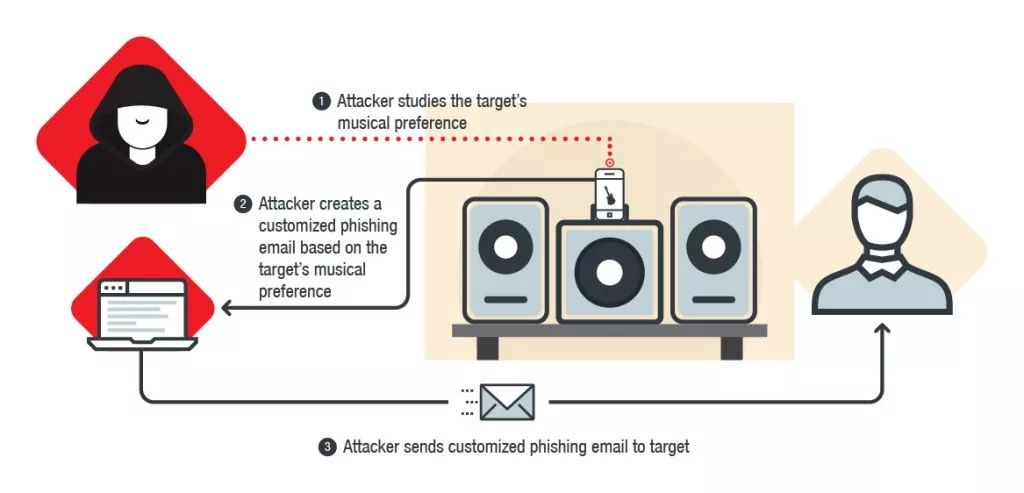 1 Attacker studies the target's
musical preference
2 Attacker creates a
customized phishing
email based on the
target's musical
preference
3 Attacker sends customized phishing email to target